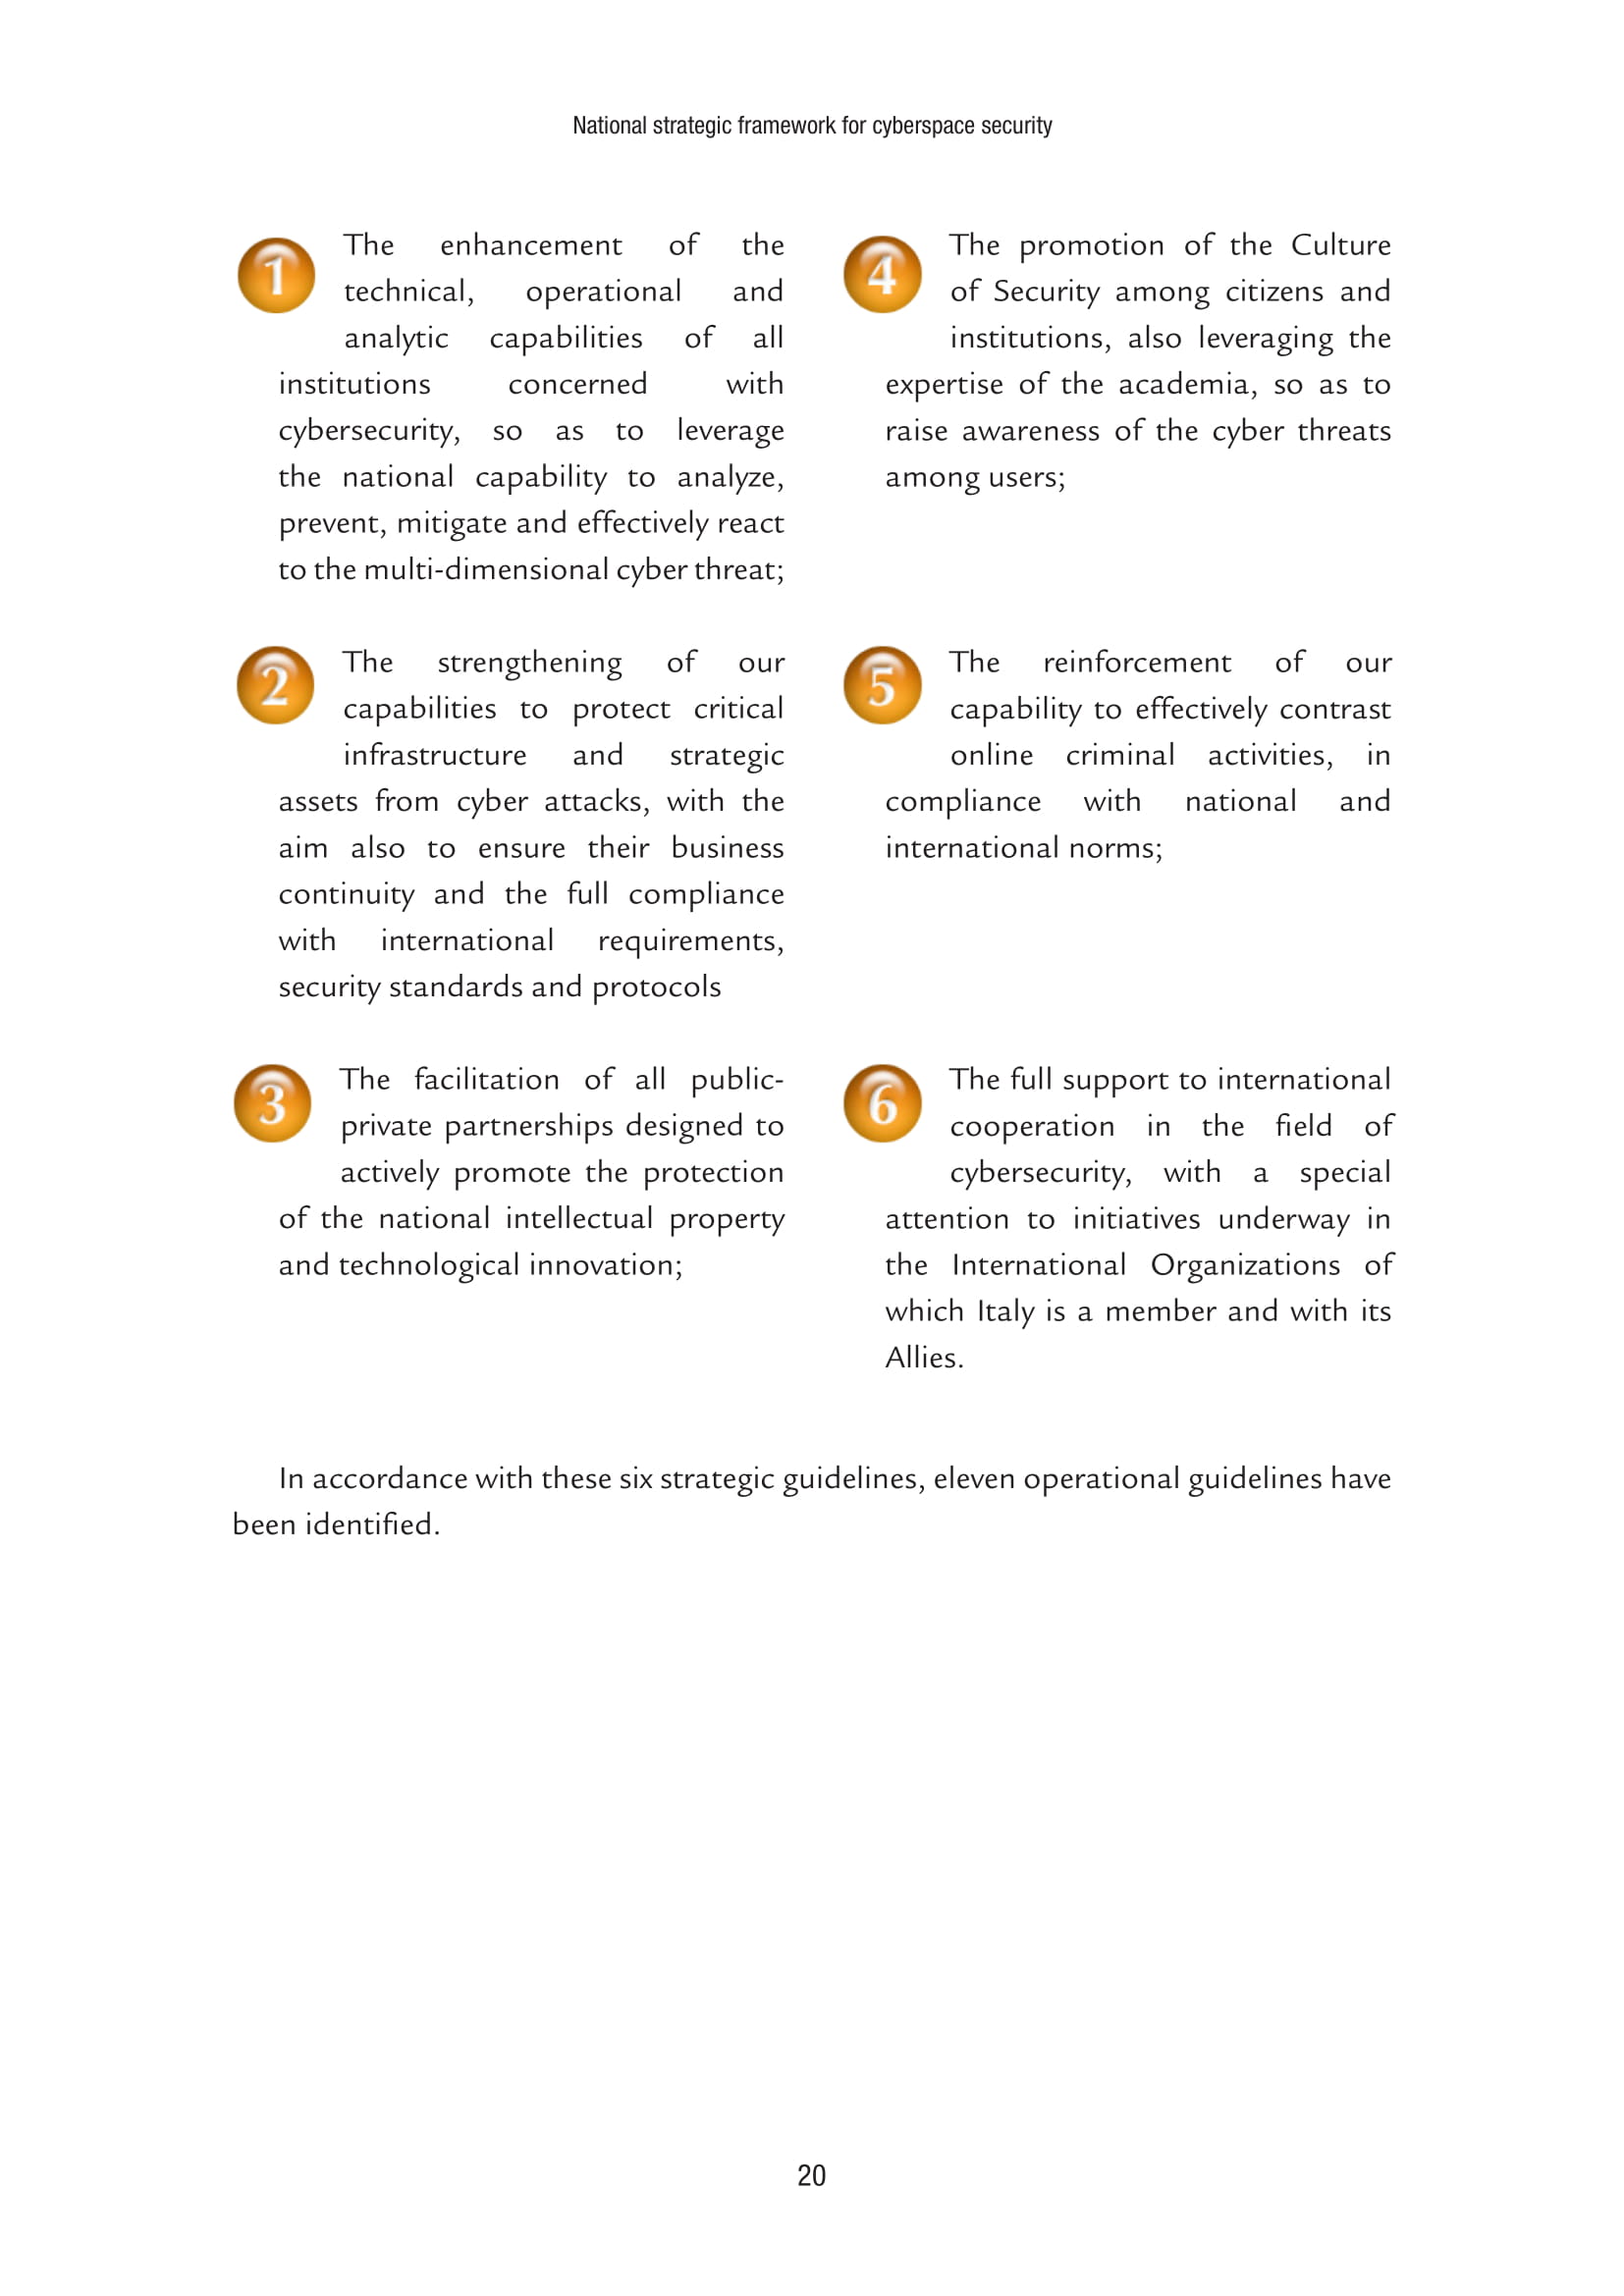 National strategic framework for cyberspace security
1
The enhancement of the
technical, operational and
analytic capabilities of all
institutions concerned with
cybersecurity, so as to leverage
the national capability to analyze,
prevent, mitigate and effectively react
to the multi-dimensional cyber threat;
2
The strengthening of our
capabilities to protect critical
infrastructure and strategic
assets from cyber attacks, with the
aim also to ensure their business
continuity and the full compliance
with international requirements,
security standards and protocols
3
The facilitation of all public-
private partnerships designed to
actively promote the protection
of the national intellectual property
and technological innovation;
4
The promotion of the Culture
of Security among citizens and
institutions, also leveraging the
expertise of the academia, so as to
raise awareness of the cyber threats
among users;
5
The reinforcement of our
capability to effectively contrast
online criminal activities, in
compliance with national and
international norms;
6
The full support to international
cooperation in the field of
cybersecurity, with a special
attention to initiatives underway in
the International Organizations of
which Italy is a member and with its
Allies.
In accordance with these six strategic guidelines, eleven operational guidelines have
been identified.
20